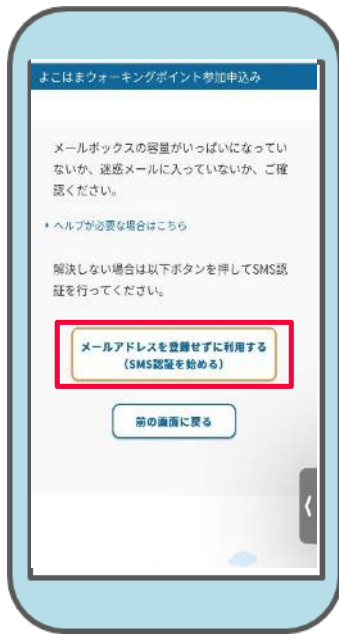 よこはまウォーキングポイント参加申込み
メールボックスの容量がいっぱいになってい
ないか、迷惑メールに入っていないか、ご確
認ください。
ヘルプが必要な場合はこちら
解決しない場合は以下ボタンを押してSMS認
証を行ってください。
メールアドレスを登録せずに利用する
(SMS認証を始める)
前の画面に戻る